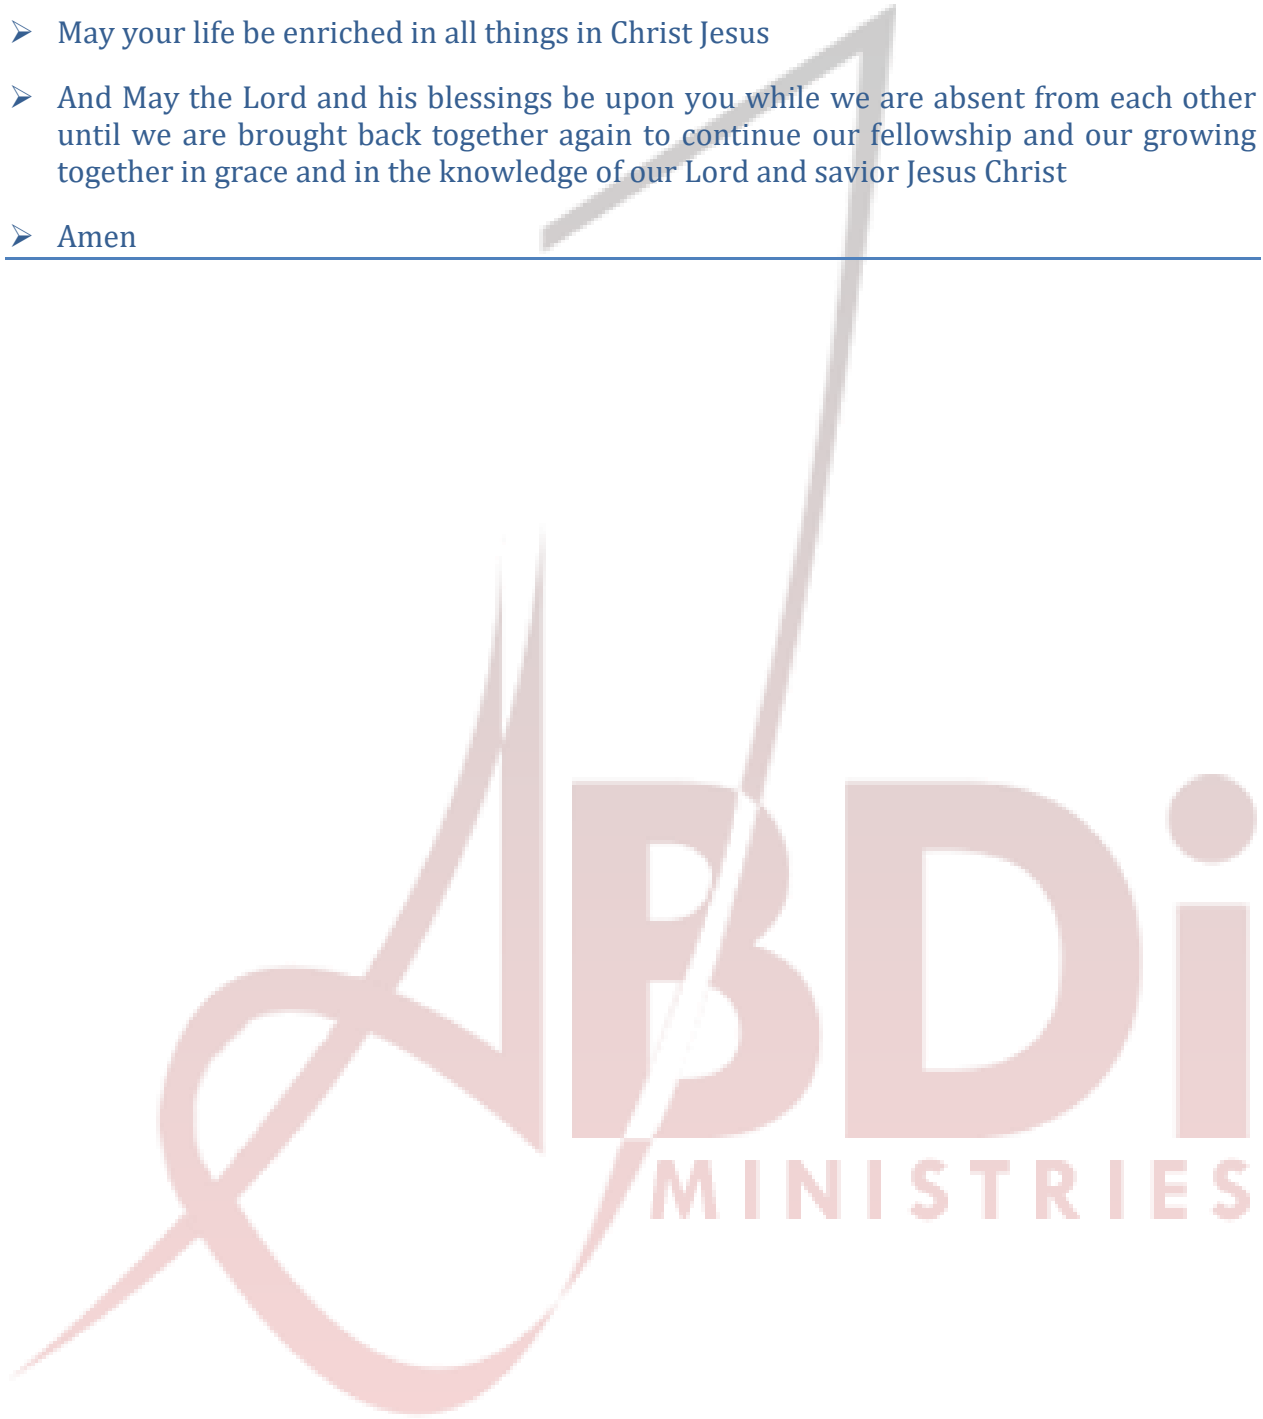 ➢ May your life be enriched in all things in Christ Jesus
➢ And May the Lord and his blessings be upon you while we are absent from each other
until we are brought back together again to continue our fellowship and our growing
together in grace and in the knowledge of our Lord and savior Jesus Christ
➢ Amen
ABDi
MINISTRIES